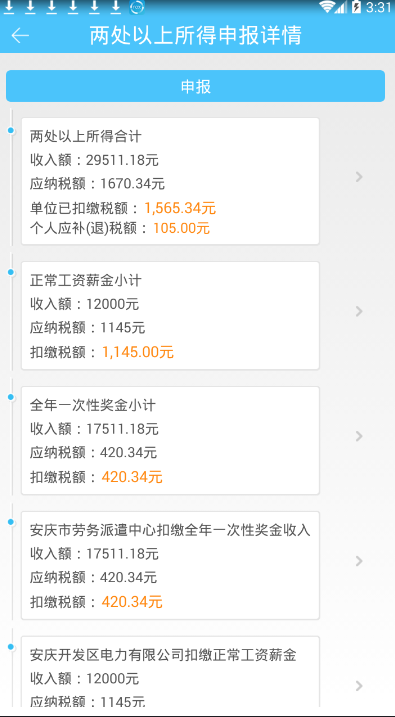 3:31
两处以上所得申报详情
申报
两处以上所得合计
收入额：29511.18元
应纳税额：1670.34元
单位已扣缴税额：1,565.34元
个人应补(退)税额：105.00元
正常工资薪金小计
收入额：12000元
应纳税额：1145元
扣缴税额：1,145.00元
全年一次性奖金小计
收入额：17511.18元
应纳税额：420.34元
扣缴税额：420.34元
安庆市劳务派遣中心扣缴全年一次性奖金收入
收入额：17511.18元
应纳税额：420.34元
扣缴税额：420.34元
安庆开发区电力有限公司扣缴正常工资薪金
收入额：12000元
应纳税额：1145元